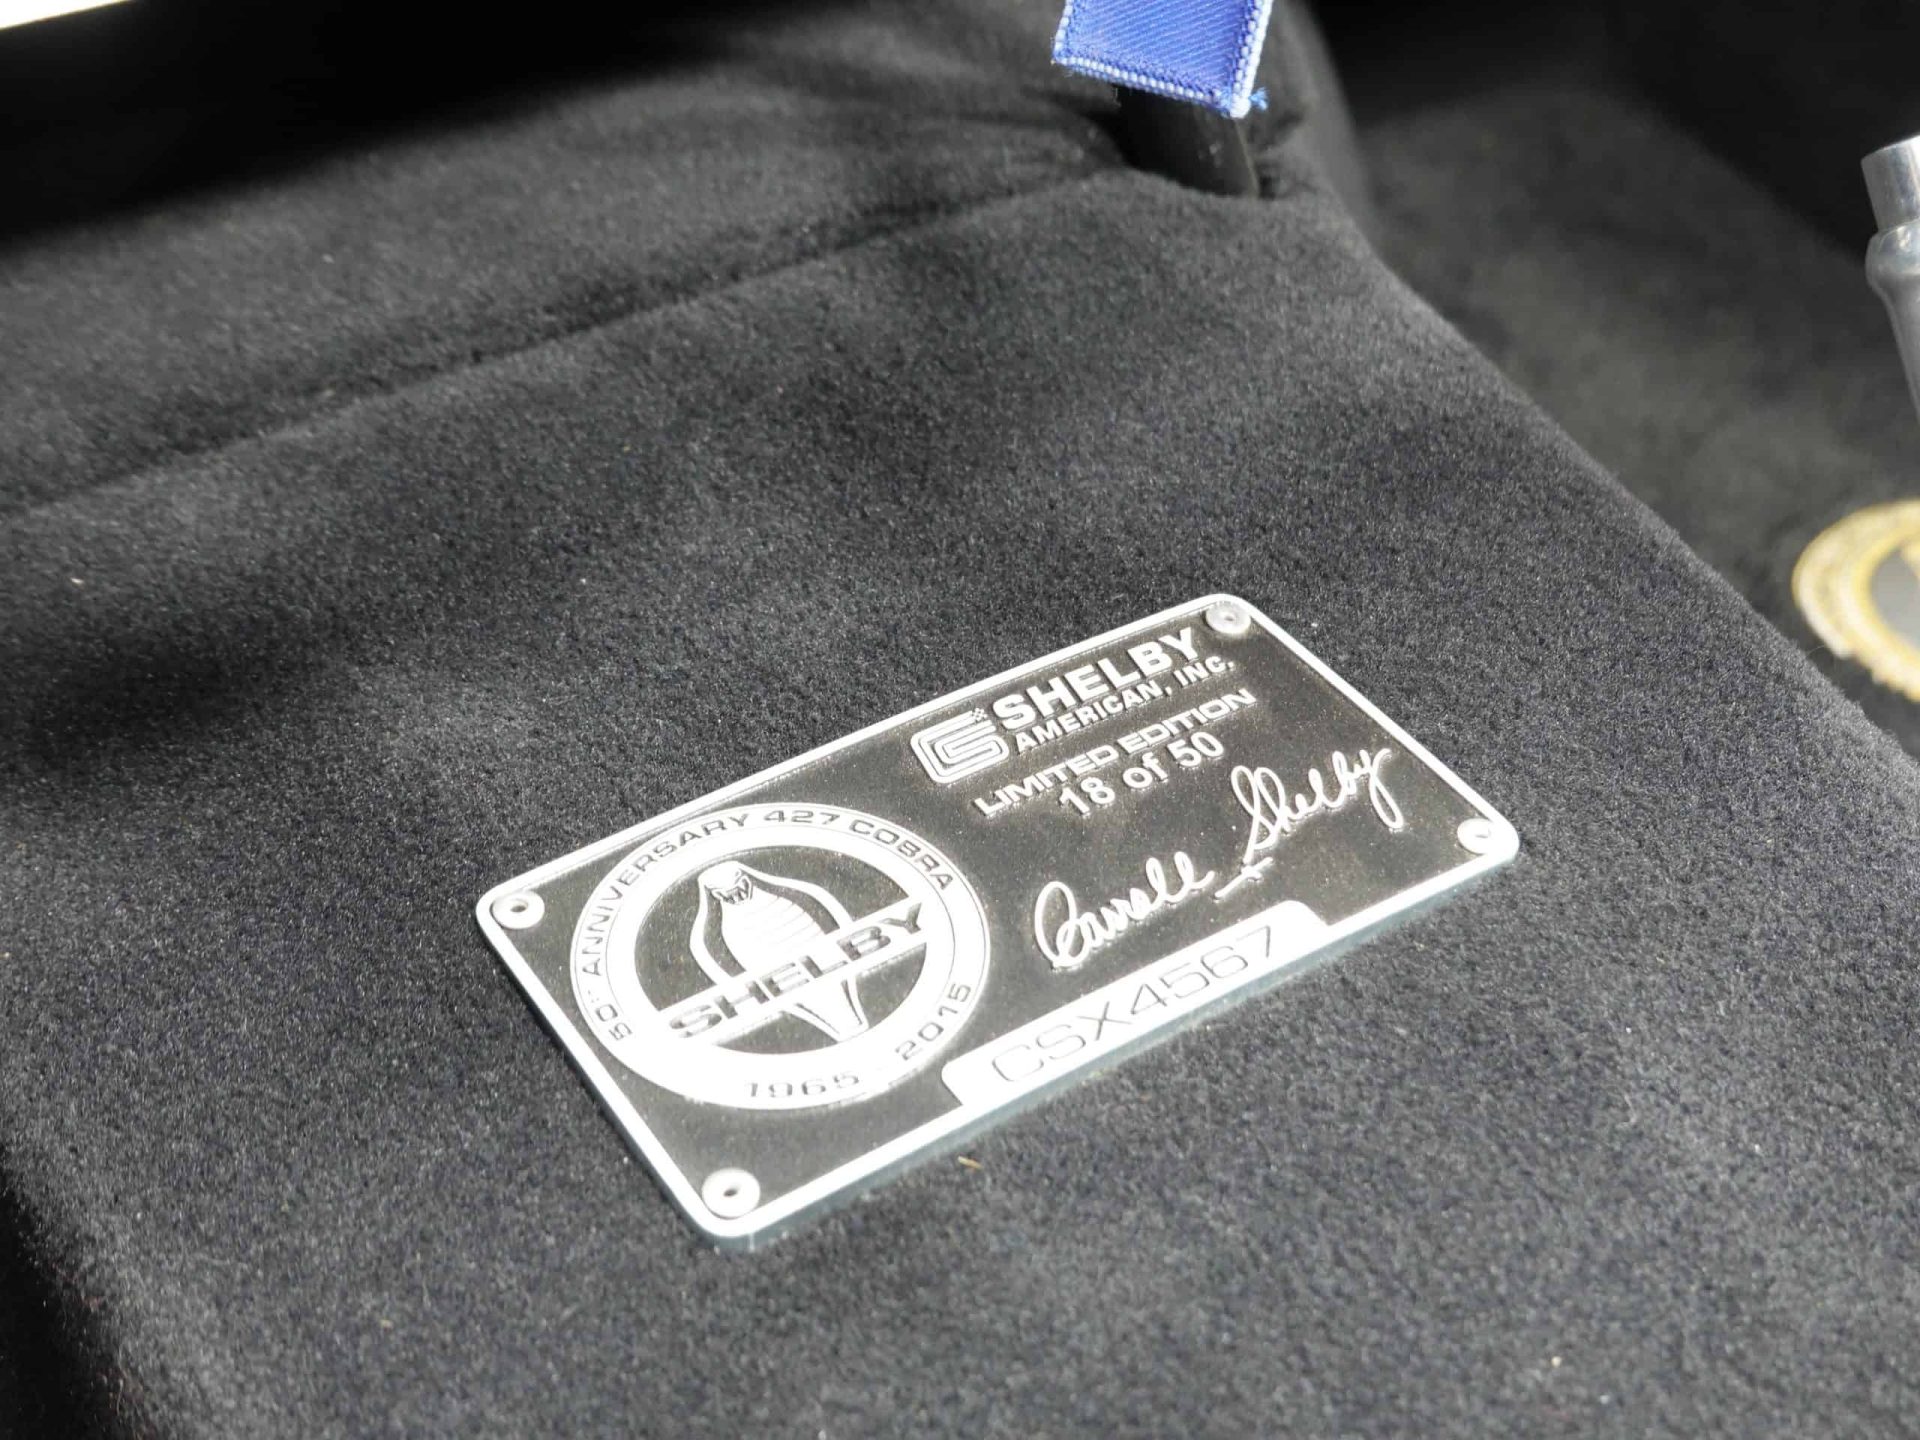 SHELBY
AMERICAN, INC.
LIMITED EDITION
18 of 50
Carroll Shelby
50TH ANNIVERSARY 427 COBRA
SHELBY
1965 - 2015
CSX4567